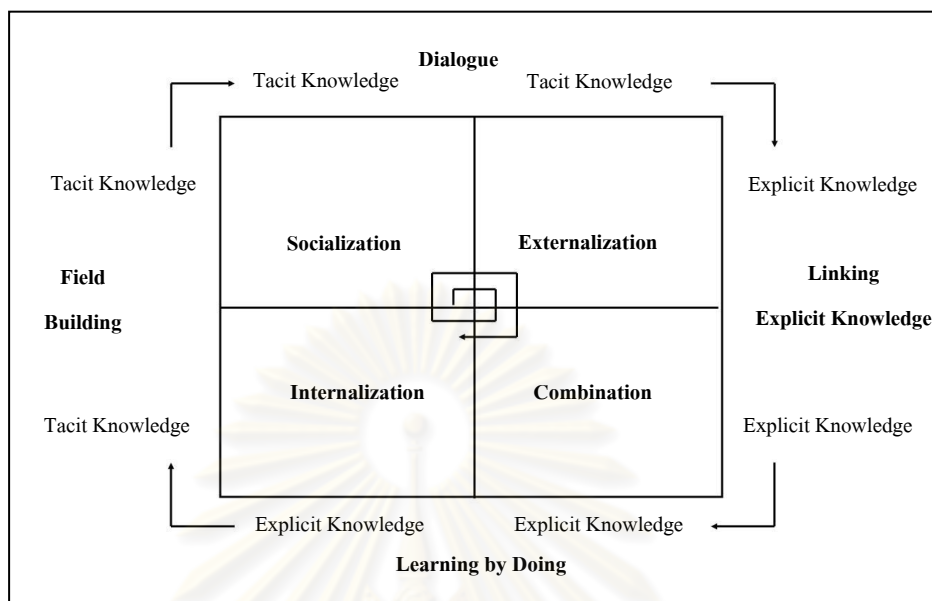 Dialogue
Tacit Knowledge Tacit Knowledge
Tacit Knowledge Explicit Knowledge
Socialization Externalization
Field Linking
Building Explicit Knowledge
Internalization Combination
Tacit Knowledge Explicit Knowledge
Explicit Knowledge Explicit Knowledge
Learning by Doing